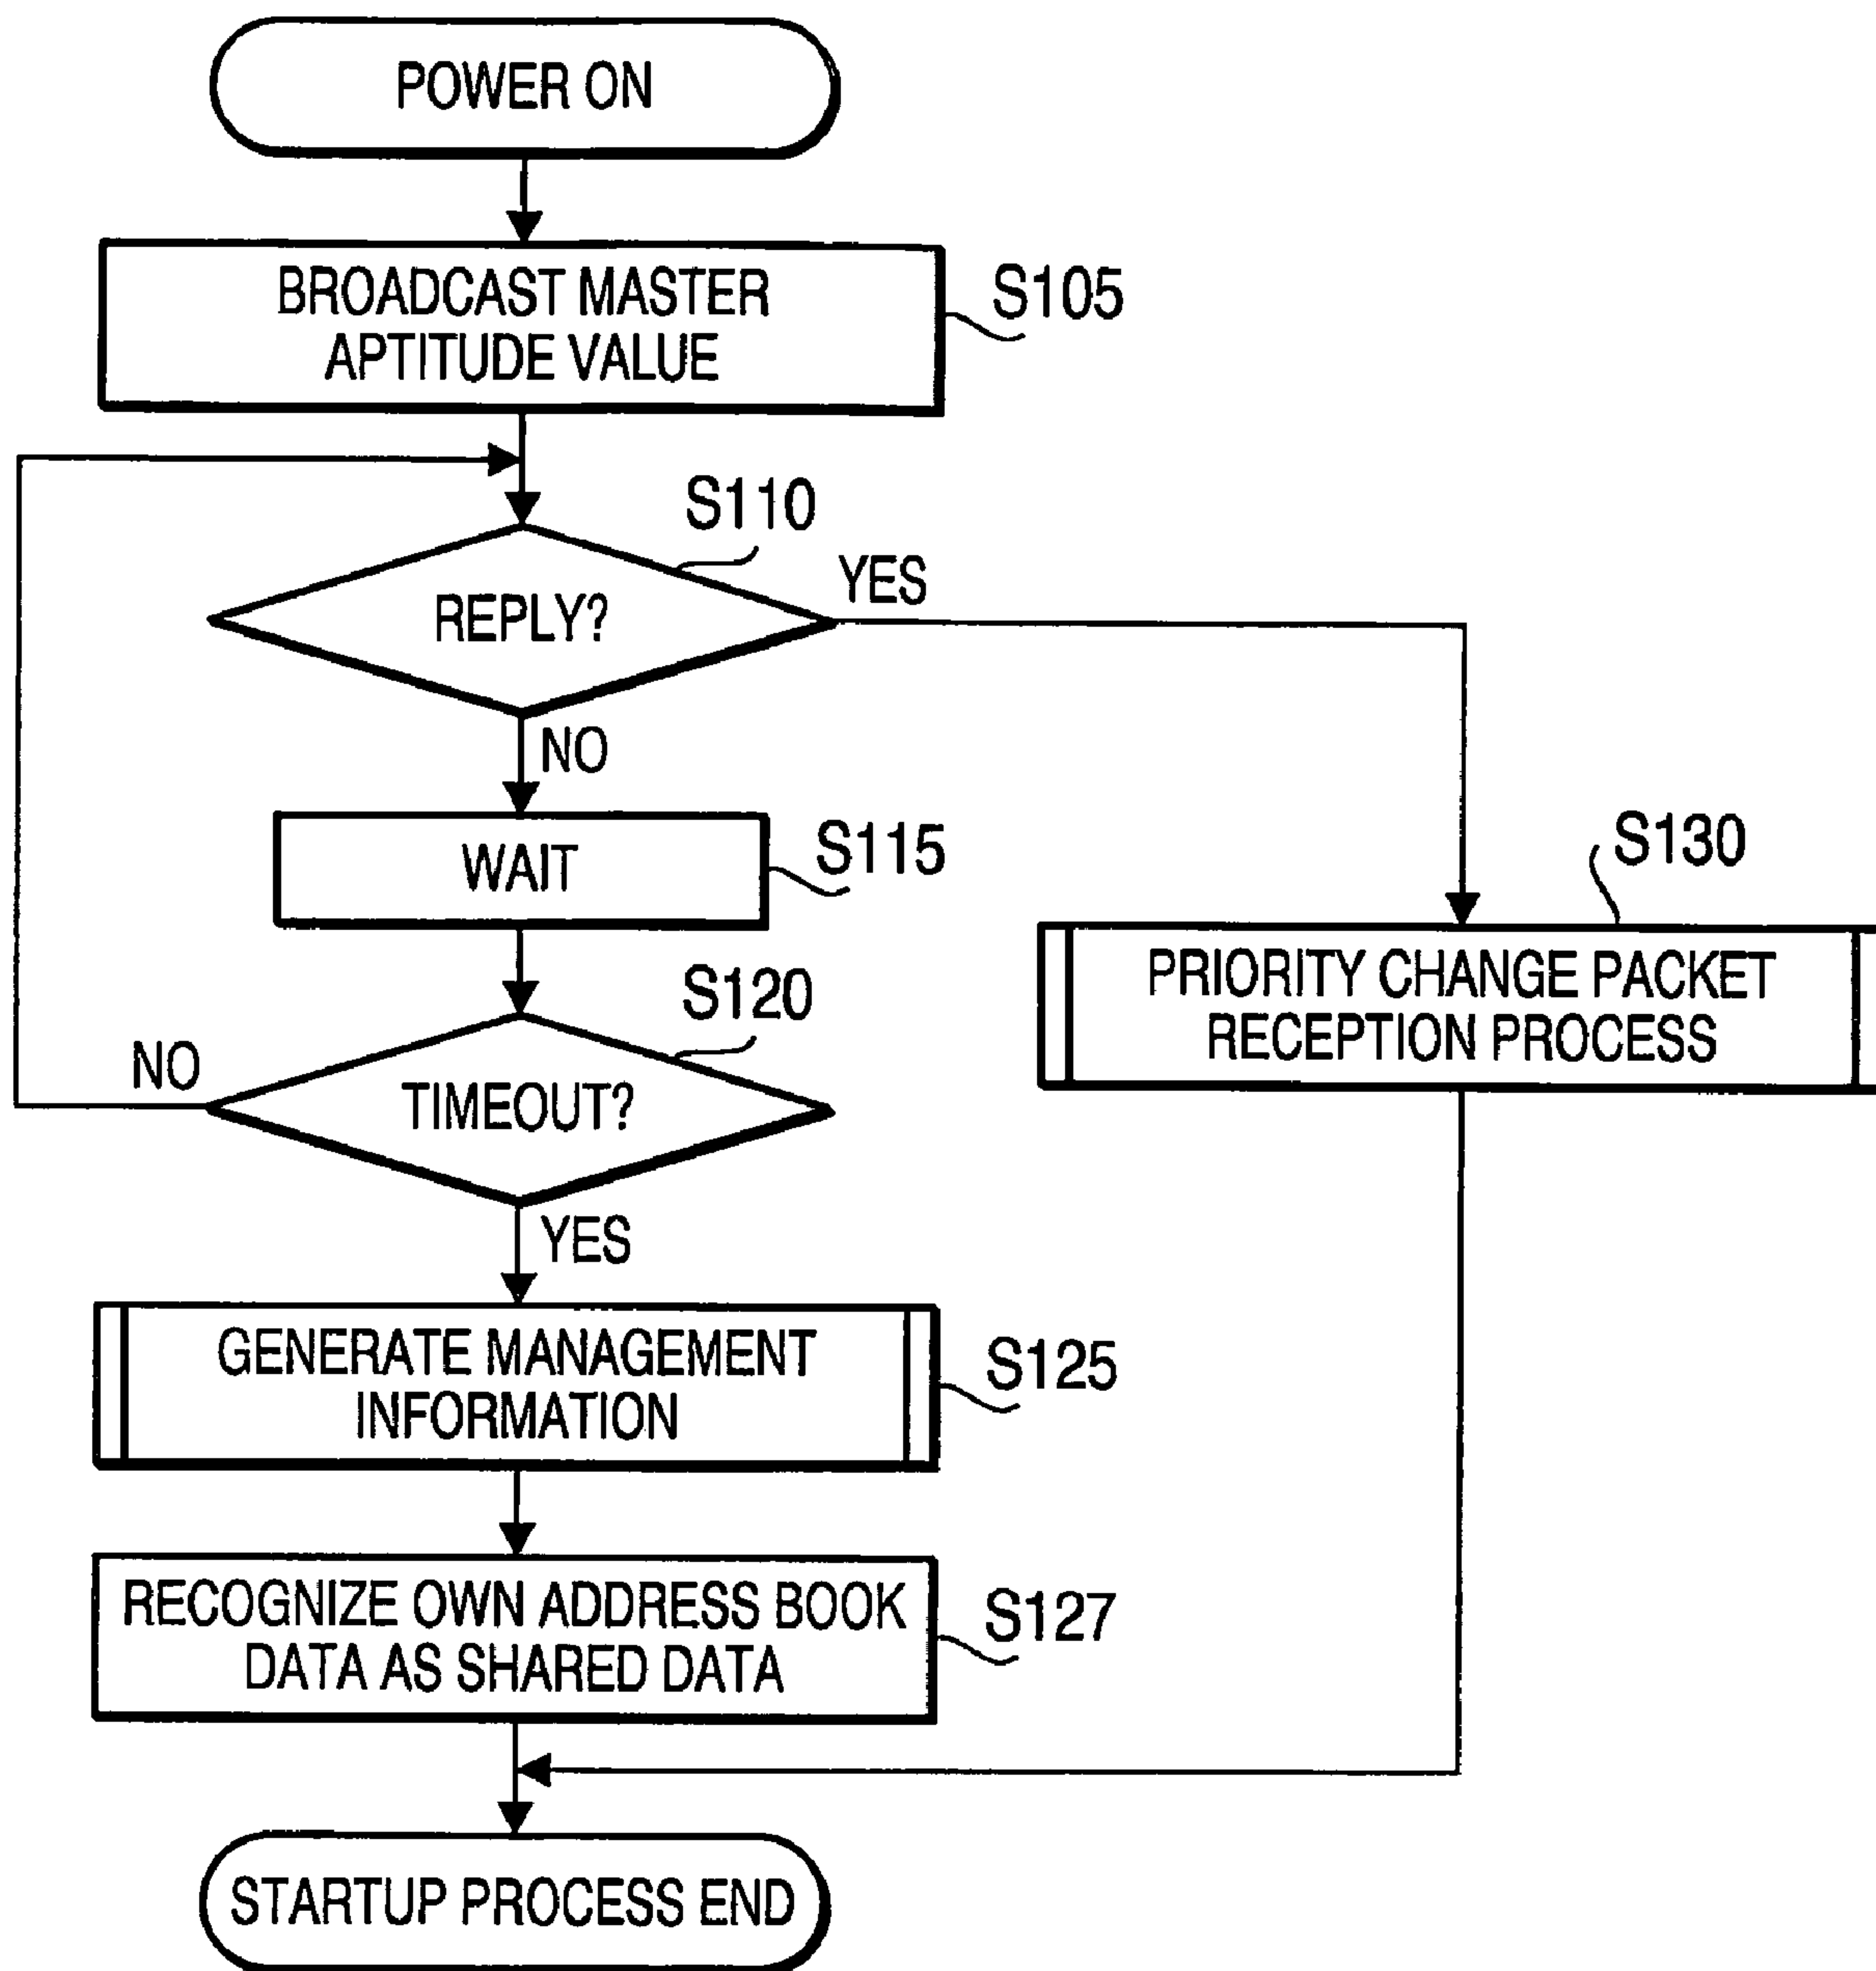 POWER ON
BROADCAST MASTER
APTITUDE VALUE
S105
S110
REPLY?
YES
NO
WAIT
S115
S130
PRIORITY CHANGE PACKET
RECEPTION PROCESS
S120
NO
TIMEOUT?
YES
GENERATE MANAGEMENT
INFORMATION
S125
RECOGNIZE OWN ADDRESS BOOK
DATA AS SHARED DATA
S127
STARTUP PROCESS END